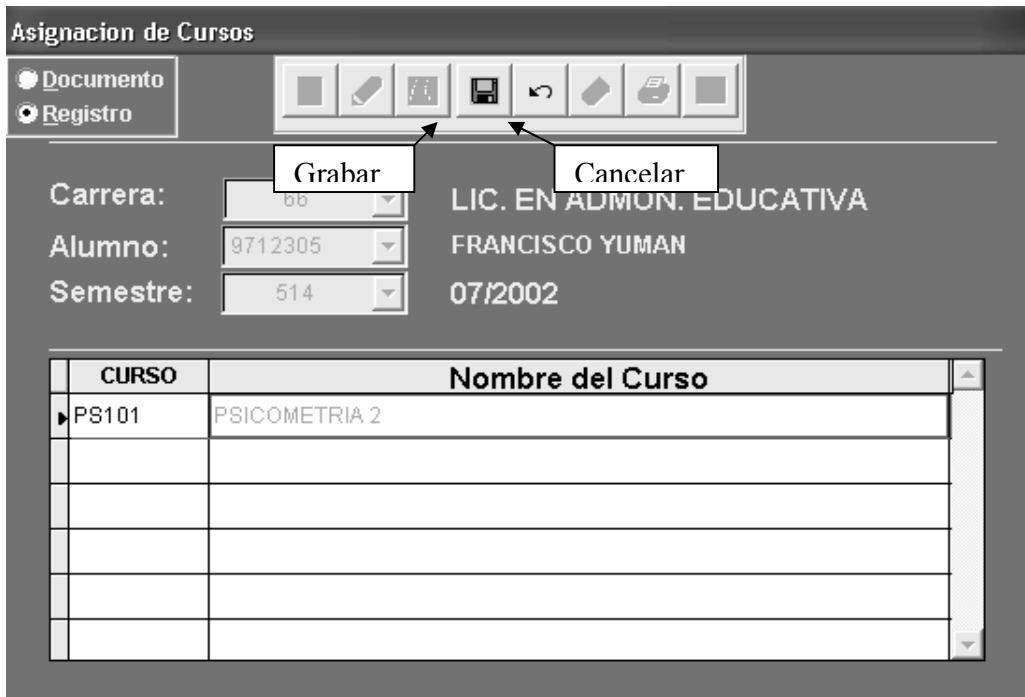 Asignacion de Cursos
Documento
Registro
Grabar
Cancelar
Carrera: 66 LIC. EN ADMON. EDUCATIVA
Alumno: 9712305 FRANCISCO YUMAN
Semestre: 514 07/2002
CURSO Nombre del Curso
PS101 PSICOMETRIA 2